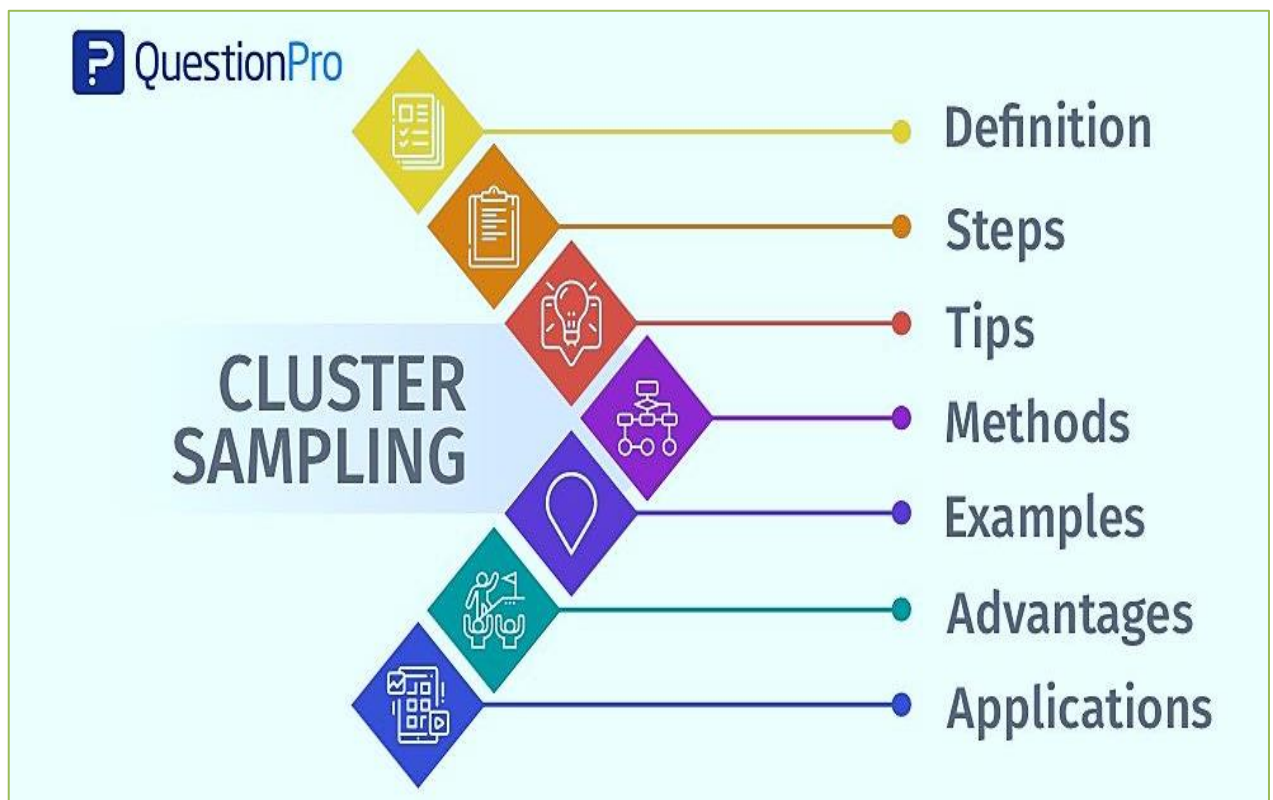 QuestionPro
Definition
Steps
Tips
CLUSTER
SAMPLING
Methods
Examples
Advantages
Applications